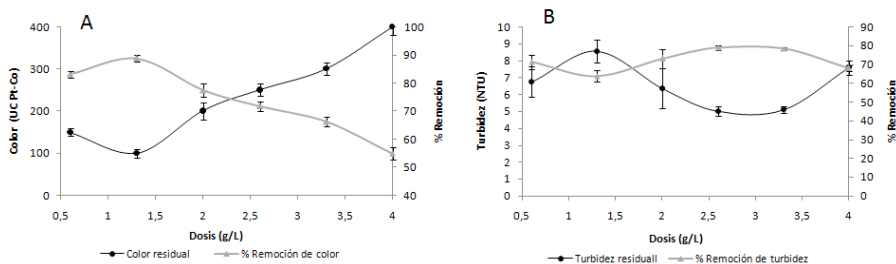 A
Color (UC Pt-Co)
400
300
200
100
0
100
90
80
70
60
50
40
% Remoción
0,5 1 1,5 2 2,5 3 3,5 4
Dosis (g/L)
Color residual % Remoción de color
B
Turbidez (NTU)
10
9
8
7
6
5
4
3
2
1
0
90
80
70
60
50
40
30
20
10
0
% Remoción
0,5 1 1,5 2 2,5 3 3,5 4
Dosis (g/L)
Turbidez residuall % Remoción de turbidez